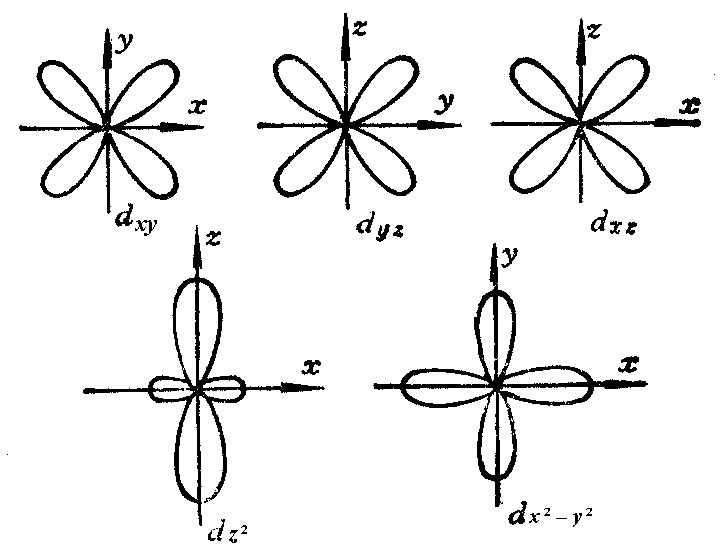 y z z
x y x
d_xy d_yz d_xz
z y
x x
d_z² d_x²-y²